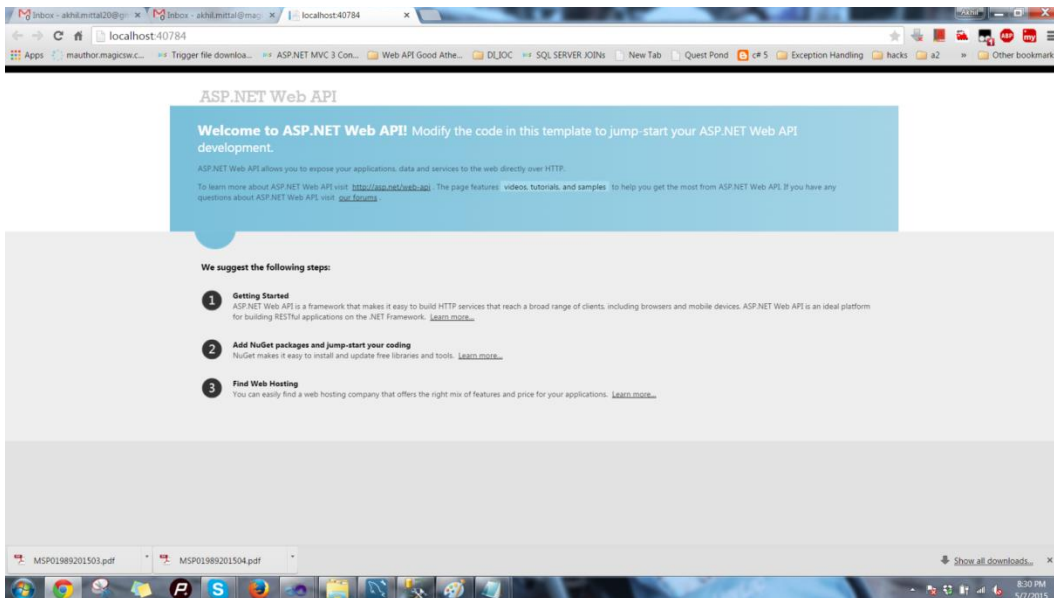 Inbox - akhil.mittal20@gm
Inbox - akhil.mittal@mag
localhost:40784
Akhil
localhost:40784
Apps
mauthor.magicsw.c...
Trigger file downloa...
ASP.NET MVC 3 Con...
Web API Good Athe...
DI_IOC
SQL SERVER JOINs
New Tab
Quest Pond
c# 5
Exception Handling
hacks
a2
»
Other bookmark
ASP.NET Web API
Welcome to ASP.NET Web API! Modify the code in this template to jump-start your ASP.NET Web API
development.
ASP.NET Web API allows you to expose your applications, data and services to the web directly over HTTP.
To learn more about ASP.NET Web API visit http://asp.net/web-api . The page features videos, tutorials, and samples to help you get the most from ASP.NET Web API. If you have any
questions about ASP.NET Web API, visit our forums .
We suggest the following steps:
1
Getting Started
ASP.NET Web API is a framework that makes it easy to build HTTP services that reach a broad range of clients, including browsers and mobile devices. ASP.NET Web API is an ideal platform
for building RESTful applications on the .NET Framework. Learn more...
2
Add NuGet packages and jump-start your coding
NuGet makes it easy to install and update free libraries and tools. Learn more...
3
Find Web Hosting
You can easily find a web hosting company that offers the right mix of features and price for your applications. Learn more...
MSP01989201503.pdf
MSP01989201504.pdf
Show all downloads...
8:30 PM
5/7/2015